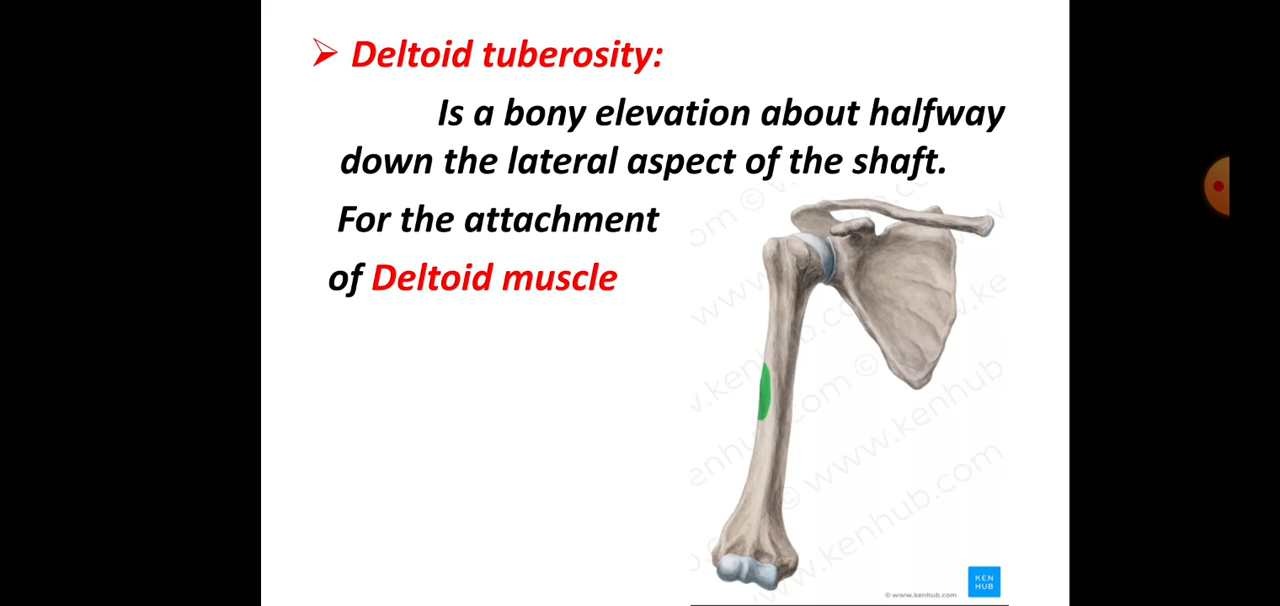 ➢ Deltoid tuberosity:
Is a bony elevation about halfway
down the lateral aspect of the shaft.
For the attachment
of Deltoid muscle
KEN
HUB
© www.kenhub.com